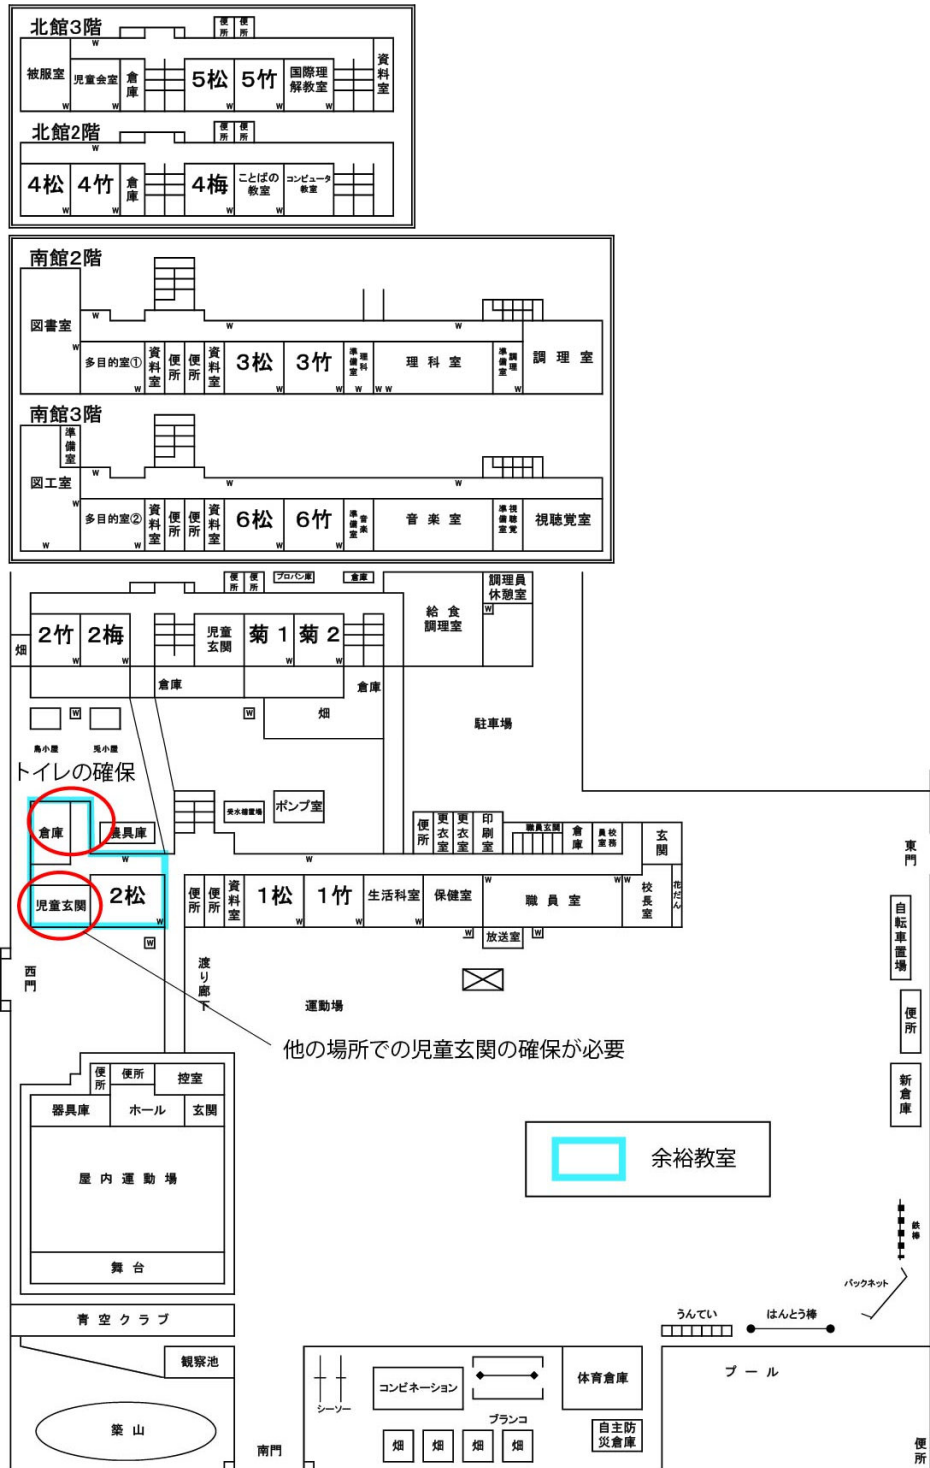 北館3階
便所
便所
W
被服室
W
児童会室
W
倉庫
5松
W
5竹
W
国際理
解教室
W
資料室
北館2階
便所
便所
W
4松
W
4竹
W
倉庫
4梅
W
ことばの
教室
W
コンピュータ
教室
南館2階
図書室
W
W
W
W
多目的室①
W
資料室
便所
便所
資料室
3松
W
3竹
W
理科
準備室
W
理科室
W W
調理
準備室
W
調理室
南館3階
準備室
図工室
W
W
W
W
W
多目的室②
W
資料室
便所
便所
資料室
6松
W
6竹
W
音楽
準備室
音楽室
視聴覚
準備室
視聴覚室
便所
便所
プロパン庫
倉庫
給食
調理室
調理員
休憩室
W
畑
2竹
W
2梅
W
児童
玄関
菊1
W
菊2
W
倉庫
倉庫
畑
W
W
鳥小屋
兎小屋
駐車場
トイレの確保
倉庫
農具庫
W
受水槽置場
ポンプ室
W
便所
更衣室
更衣室
印刷室
職員玄関
倉庫
校務
員室
玄関
東門
児童玄関
2松
W
便所
便所
資料室
1松
W
1竹
W
生活科室
W
保健室
W
職員室
W
W
校長室
花だん
W
W
放送室
W
自転車置場
西門
渡り廊下
運動場
便所
他の場所での児童玄関の確保が必要
新倉庫
便所
便所
控室
器具庫
ホール
玄関
余裕教室
屋内運動場
舞台
鉄棒
バックネット
青空クラブ
うんてい
はんとう棒
観察池
シーソー
コンビネーション
ブランコ
体育倉庫
プール
築山
南門
畑
畑
畑
畑
自主防
災倉庫
便所